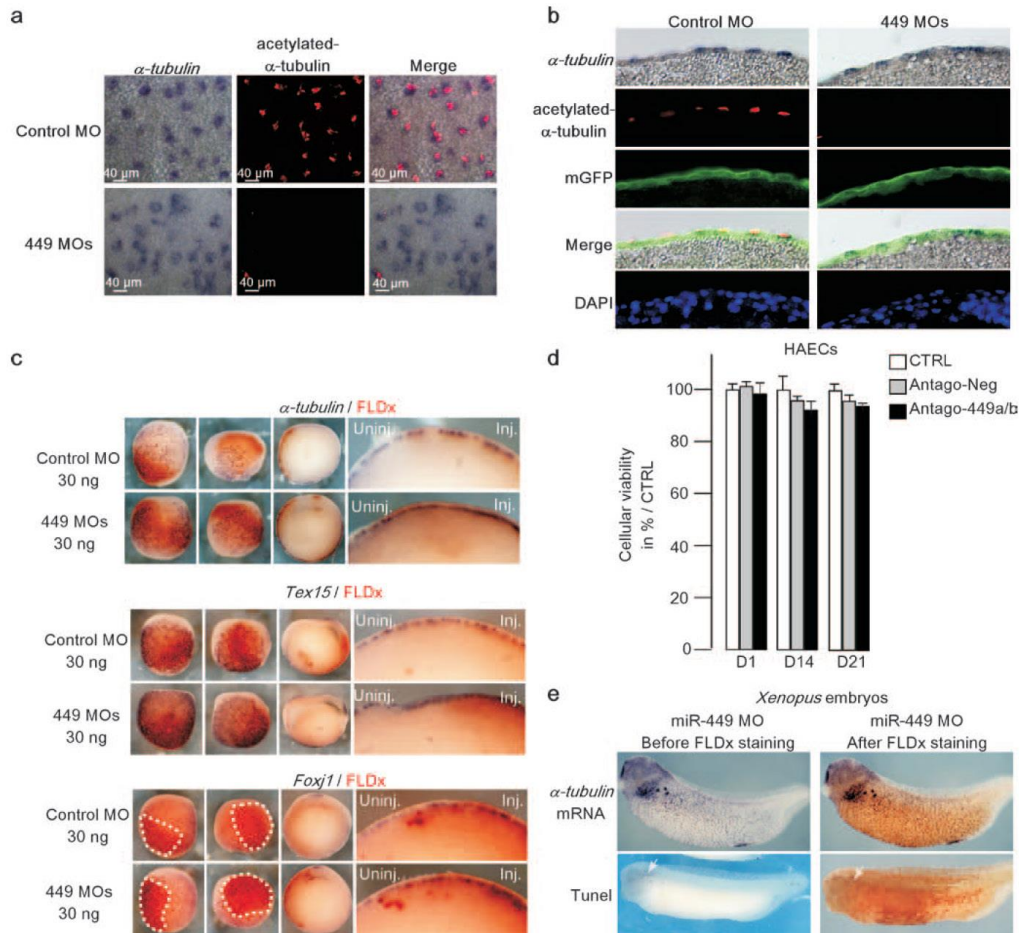 a
α-tubulin
acetylated-
α-tubulin
Merge
Control MO
40 µm
40 µm
40 µm
449 MOs
40 µm
40 µm
40 µm
b
Control MO
449 MOs
α-tubulin
acetylated-
α-tubulin
mGFP
Merge
DAPI
c
α-tubulin / FLDx
Control MO
30 ng
Uninj.
Inj.
449 MOs
30 ng
Uninj.
Inj.
Tex15 / FLDx
Control MO
30 ng
Uninj.
Inj.
449 MOs
30 ng
Uninj.
Inj.
Foxj1 / FLDx
Control MO
30 ng
Uninj.
Inj.
449 MOs
30 ng
Uninj.
Inj.
d
HAECs
CTRL
Antago-Neg
Antago-449a/b
Cellular viability
in % / CTRL
100
80
60
40
20
0
D1
D14
D21
e
Xenopus embryos
miR-449 MO
Before FLDx staining
miR-449 MO
After FLDx staining
α-tubulin
mRNA
Tunel